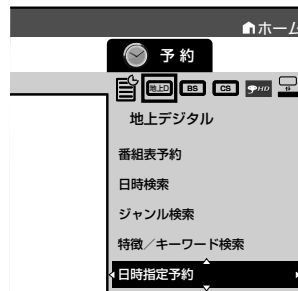 ホーム
予約
地上D BS CS HD
地上デジタル
番組表予約
日時検索
ジャンル検索
特徴／キーワード検索
日時指定予約